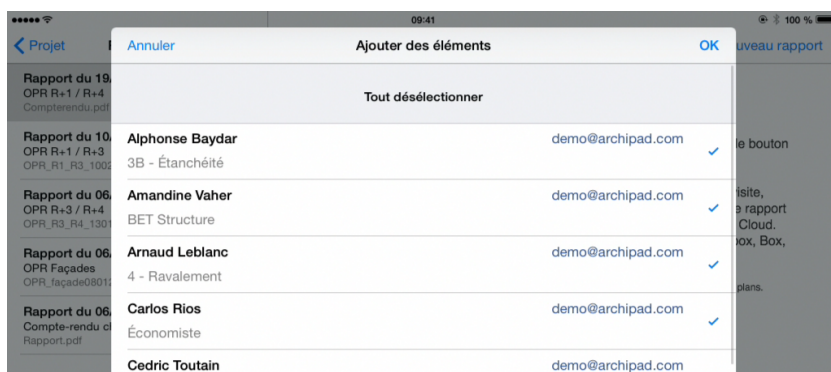 09:41
100 %
Projet
Annuler
Ajouter des éléments
OK
uveau rapport
Tout désélectionner
Rapport du 19/
OPR R+1 / R+4
Compterendu.pdf
Rapport du 10/
OPR R+1 / R+3
OPR_R1_R3_1002
Rapport du 06/
OPR R+3 / R+4
OPR_R3_R4_1301
Rapport du 06/
OPR Façades
OPR_façade0801
Rapport du 06/
Compte-rendu
Rapport.pdf
Alphonse Baydar
demo@archipad.com
3B - Étanchéité
Amandine Vaher
demo@archipad.com
BET Structure
Arnaud Leblanc
demo@archipad.com
4 - Ravalement
Carlos Rios
demo@archipad.com
Économiste
Cedric Toutain
demo@archipad.com
le bouton
rapport
Cloud.
Box,
plans.